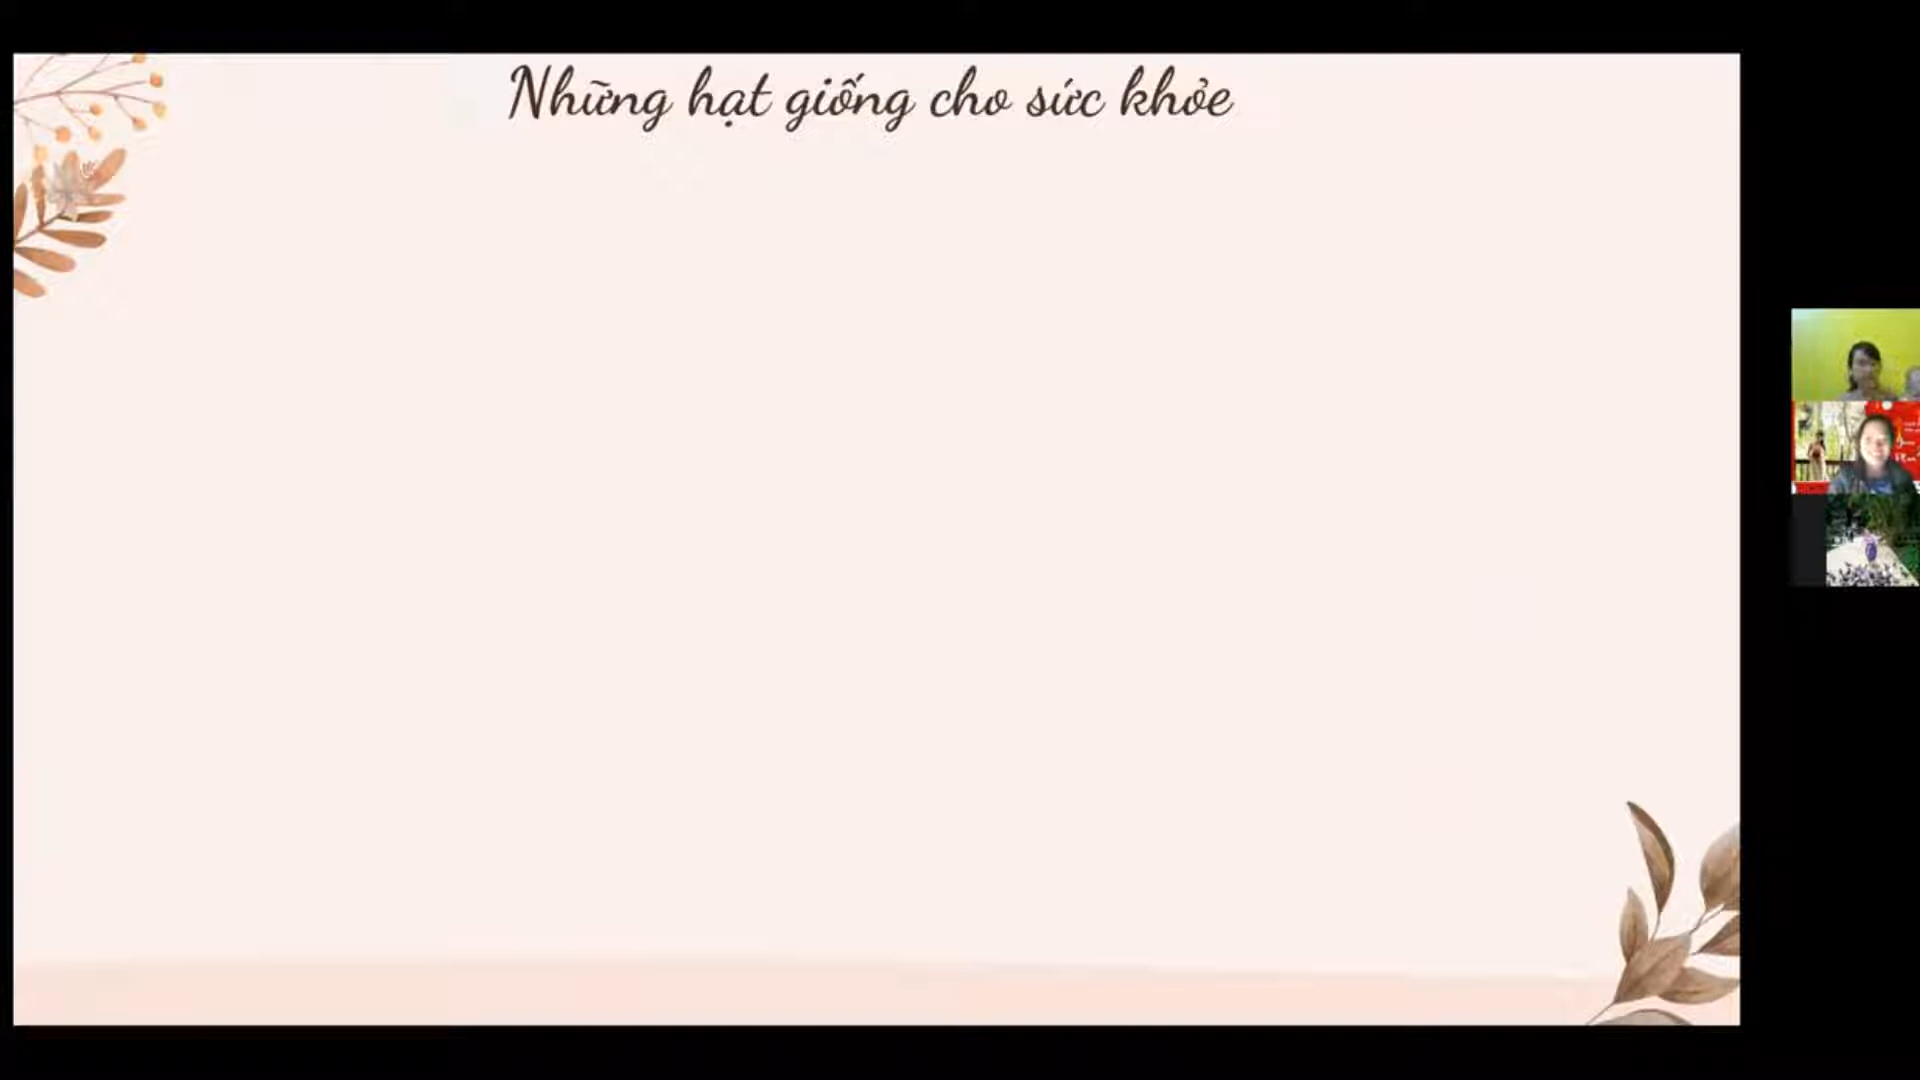 Những hạt giống cho sức khỏe